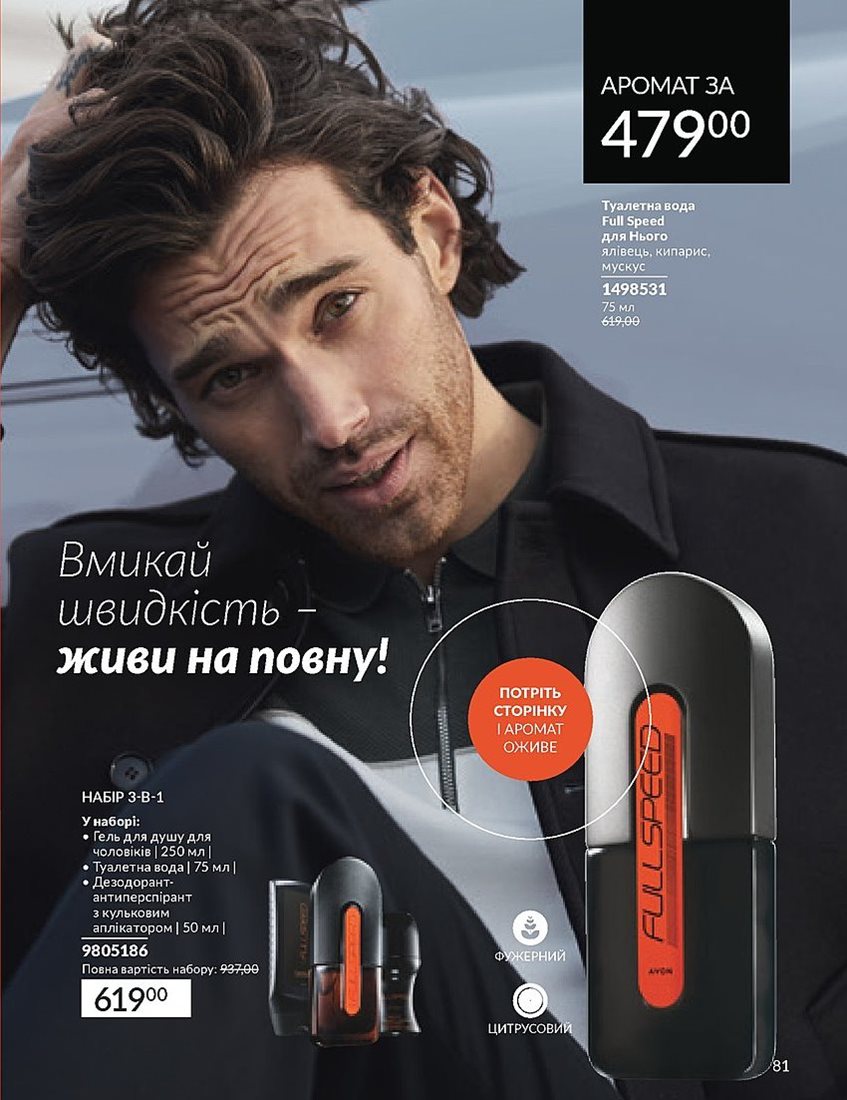 АРОМАТ ЗА
479⁰⁰
Туалетна вода
Full Speed
для Нього
ялівець, кипарис,
мускус
1498531
75 мл
619,00
Вмикай
швидкість –
живи на повну!
ПОТРІТЬ
СТОРІНКУ
І АРОМАТ
ОЖИВЕ
НАБІР 3-В-1
У наборі:
• Гель для душу для
чоловіків | 250 мл |
• Туалетна вода | 75 мл |
• Дезодорант-
антиперспірант
з кульковим
аплікатором | 50 мл |
9805186
Повна вартість набору: 937,00
619⁰⁰
ФУЖЕРНИЙ
ЦИТРУСОВИЙ
FULLSPEED
AVON
81